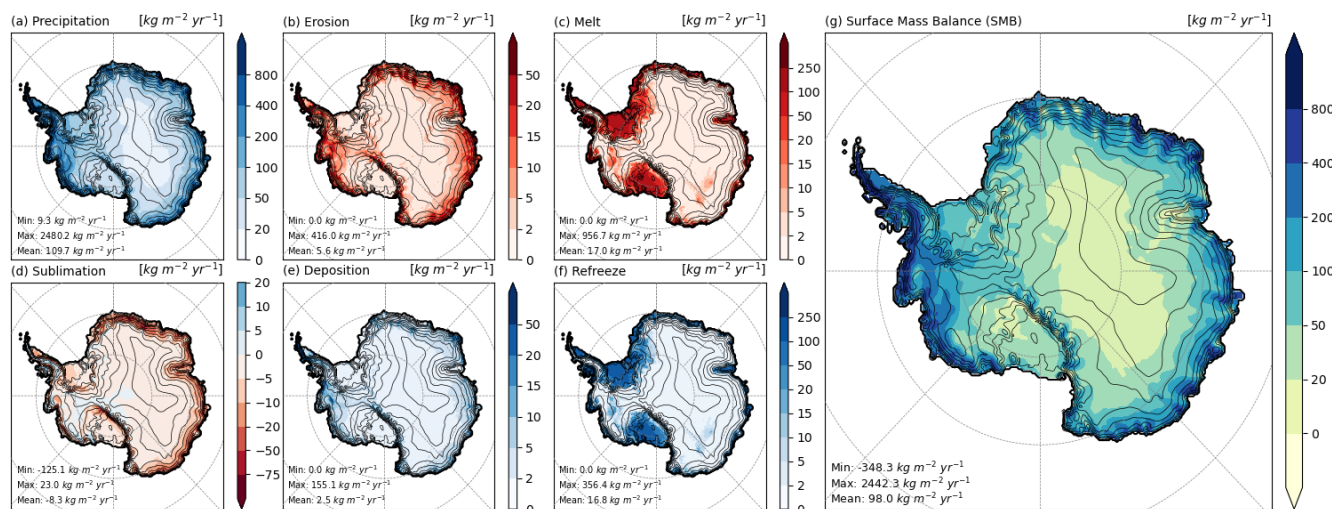 (a) Precipitation [kg m⁻² yr⁻¹]
800
400
200
100
50
20
0
Min: 9.3 kg m⁻² yr⁻¹
Max: 2480.2 kg m⁻² yr⁻¹
Mean: 109.7 kg m⁻² yr⁻¹
(b) Erosion [kg m⁻² yr⁻¹]
50
20
15
10
5
2
0
Min: 0.0 kg m⁻² yr⁻¹
Max: 416.0 kg m⁻² yr⁻¹
Mean: 5.6 kg m⁻² yr⁻¹
(c) Melt [kg m⁻² yr⁻¹]
250
100
50
20
15
10
5
2
0
Min: 0.0 kg m⁻² yr⁻¹
Max: 956.7 kg m⁻² yr⁻¹
Mean: 17.0 kg m⁻² yr⁻¹
(d) Sublimation [kg m⁻² yr⁻¹]
20
10
5
0
−5
−10
−20
−50
−75
Min: -125.1 kg m⁻² yr⁻¹
Max: 23.0 kg m⁻² yr⁻¹
Mean: -8.3 kg m⁻² yr⁻¹
(e) Deposition [kg m⁻² yr⁻¹]
50
20
15
10
5
2
0
Min: 0.0 kg m⁻² yr⁻¹
Max: 155.1 kg m⁻² yr⁻¹
Mean: 2.5 kg m⁻² yr⁻¹
(f) Refreeze [kg m⁻² yr⁻¹]
250
100
50
20
15
10
5
2
0
Min: 0.0 kg m⁻² yr⁻¹
Max: 356.4 kg m⁻² yr⁻¹
Mean: 16.8 kg m⁻² yr⁻¹
(g) Surface Mass Balance (SMB) [kg m⁻² yr⁻¹]
800
400
200
100
50
20
0
Min: -348.3 kg m⁻² yr⁻¹
Max: 2442.3 kg m⁻² yr⁻¹
Mean: 98.0 kg m⁻² yr⁻¹